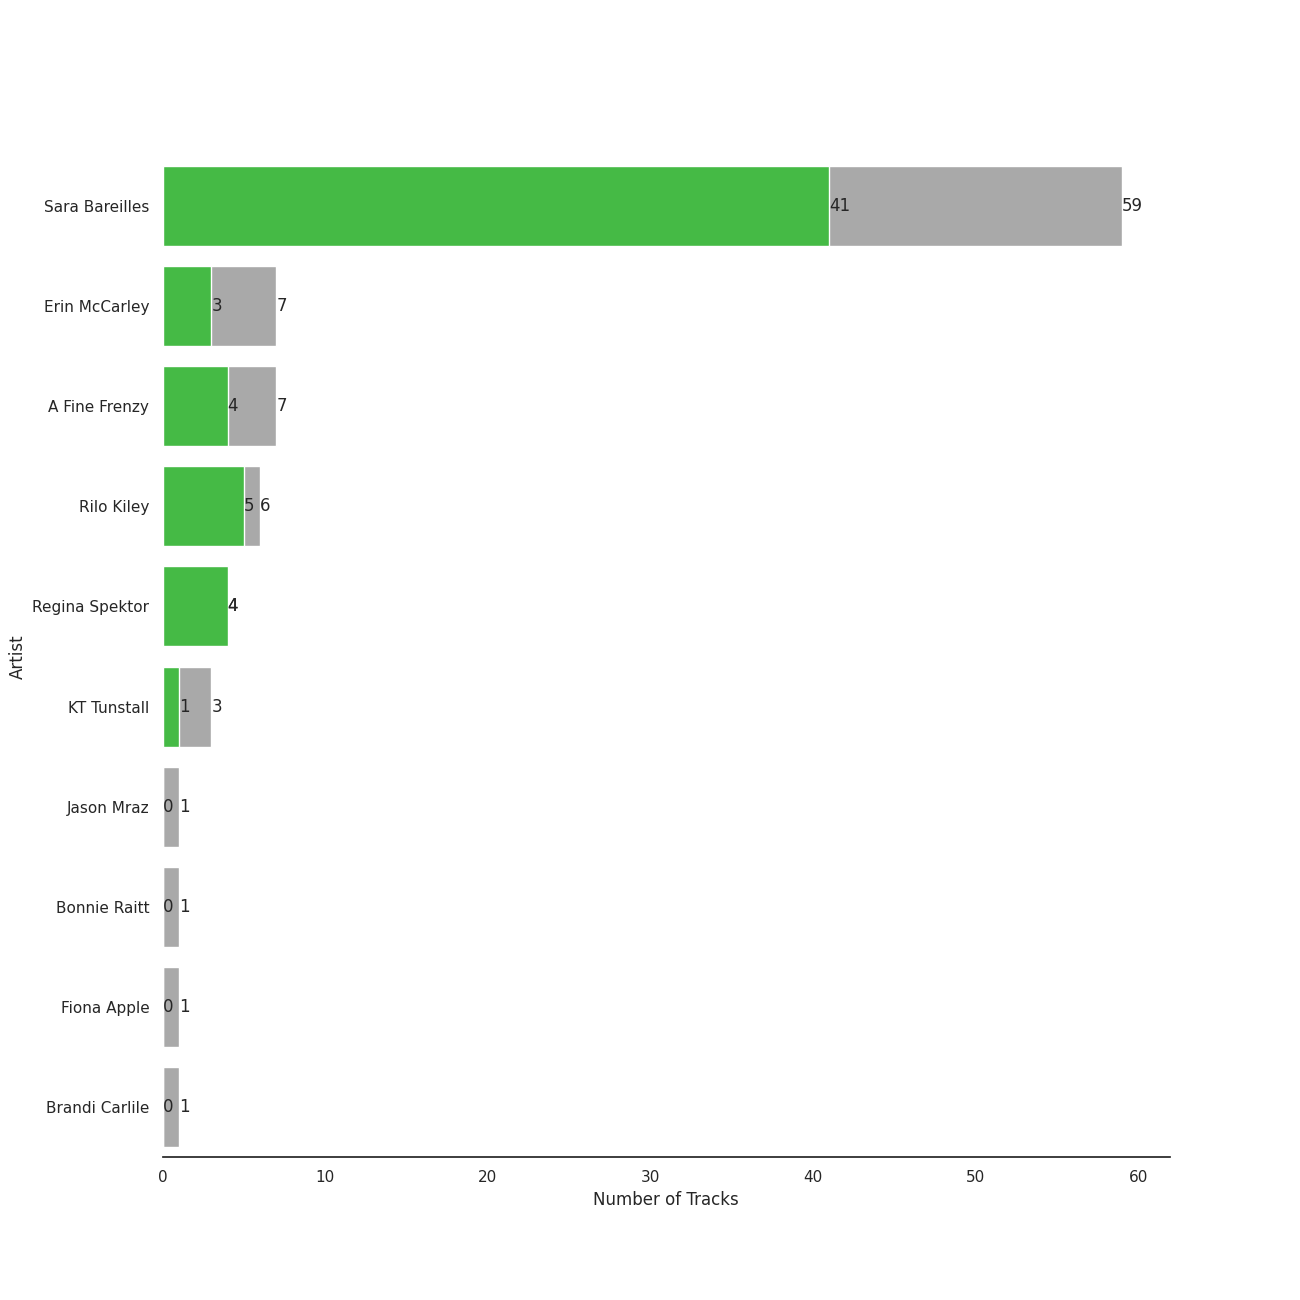 Sara Bareilles 41 59
Erin McCarley 3 7
A Fine Frenzy 4 7
Rilo Kiley 5 6
Regina Spektor 4
KT Tunstall 1 3
Jason Mraz 0 1
Bonnie Raitt 0 1
Fiona Apple 0 1
Brandi Carlile 0 1
Artist
0 10 20 30 40 50 60
Number of Tracks